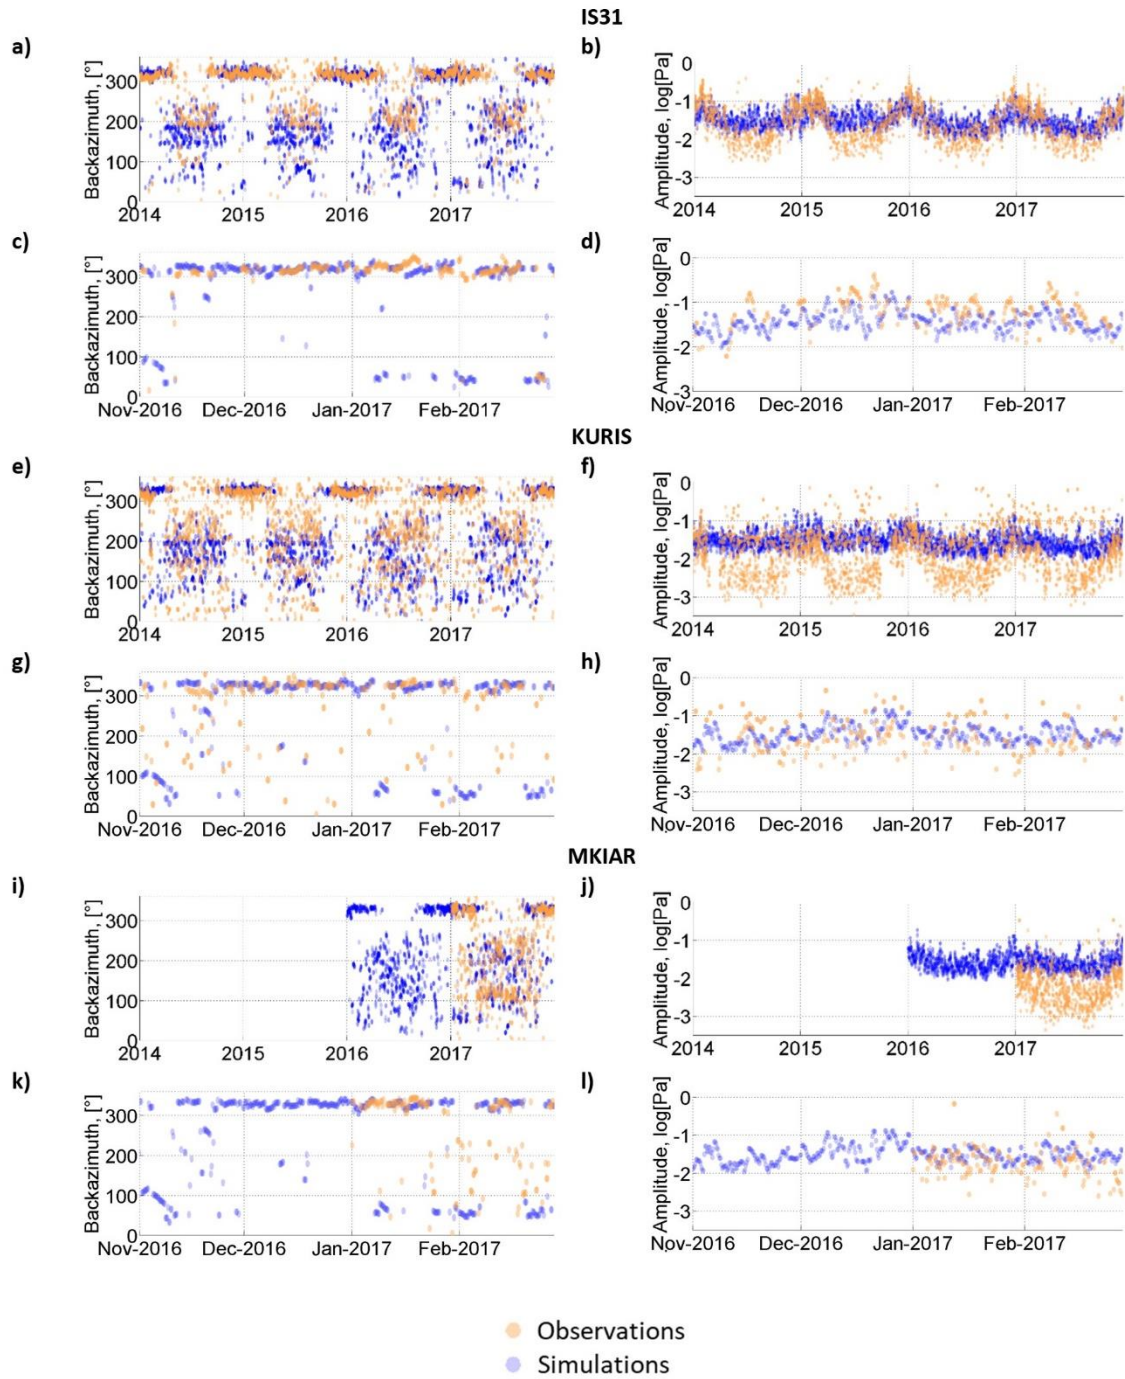 IS31
a)
b)
Backazimuth, [°]
300
200
100
0
2014
2015
2016
2017
Amplitude, log[Pa]
0
-1
-2
-3
2014
2015
2016
2017
c)
d)
Backazimuth, [°]
300
200
100
0
Nov-2016
Dec-2016
Jan-2017
Feb-2017
Amplitude, log[Pa]
0
-1
-2
-3
Nov-2016
Dec-2016
Jan-2017
Feb-2017
KURIS
e)
f)
Backazimuth, [°]
300
200
100
0
2014
2015
2016
2017
Amplitude, log[Pa]
0
-1
-2
-3
2014
2015
2016
2017
g)
h)
Backazimuth, [°]
300
200
100
0
Nov-2016
Dec-2016
Jan-2017
Feb-2017
Amplitude, log[Pa]
0
-1
-2
-3
Nov-2016
Dec-2016
Jan-2017
Feb-2017
MKIAR
i)
j)
Backazimuth, [°]
300
200
100
0
2014
2015
2016
2017
Amplitude, log[Pa]
0
-1
-2
-3
2014
2015
2016
2017
k)
l)
Backazimuth, [°]
300
200
100
0
Nov-2016
Dec-2016
Jan-2017
Feb-2017
Amplitude, log[Pa]
0
-1
-2
-3
Nov-2016
Dec-2016
Jan-2017
Feb-2017
Observations
Simulations